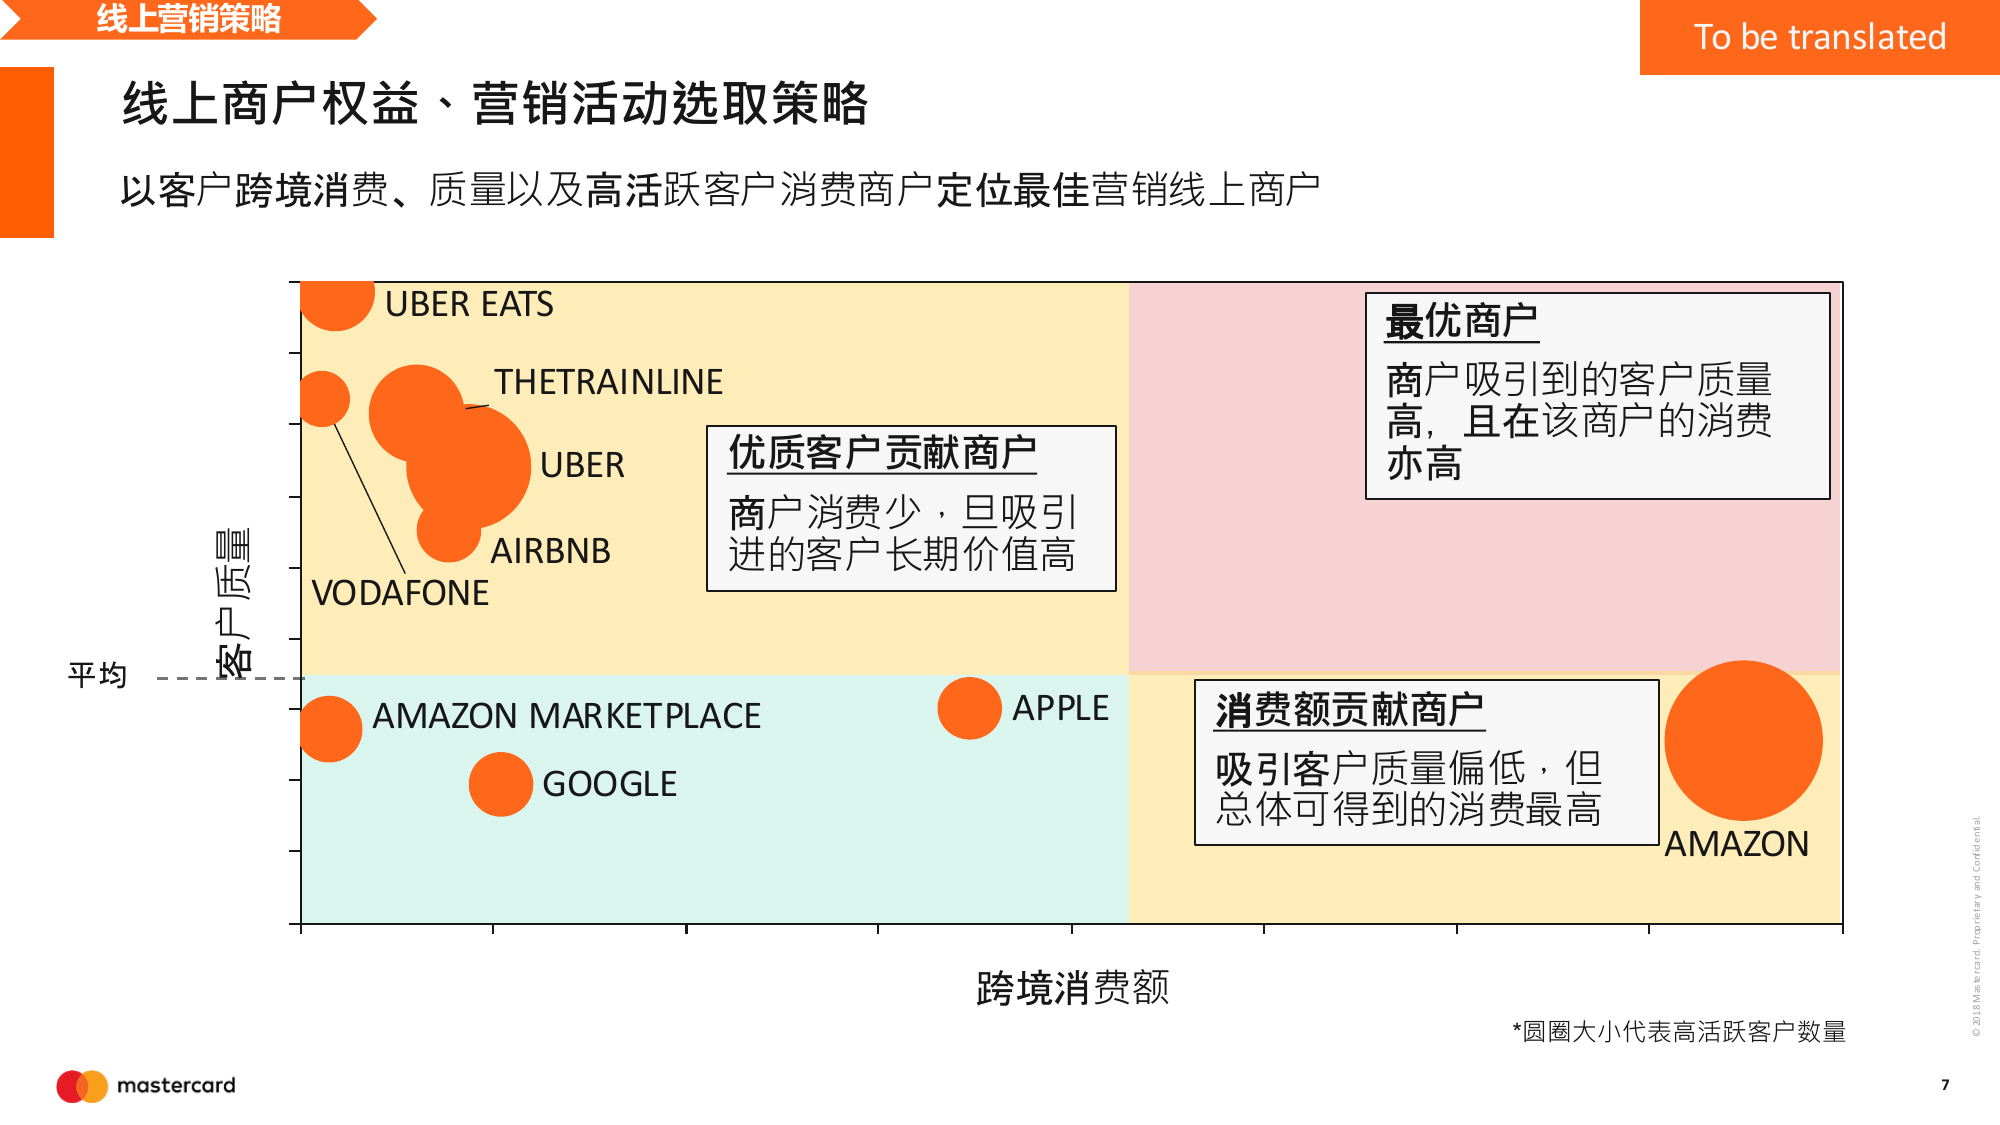 线上营销策略
To be translated
线上商户权益、营销活动选取策略
以客户跨境消费、质量以及高活跃客户消费商户定位最佳营销线上商户
UBER EATS
THETRAINLINE
UBER
AIRBNB
VODAFONE
优质客户贡献商户
商户消费少，旦吸引
进的客户长期价值高
最优商户
商户吸引到的客户质量
高，且在该商户的消费
亦高
客户质量
平均
AMAZON MARKETPLACE
GOOGLE
APPLE
消费额贡献商户
吸引客户质量偏低，但
总体可得到的消费最高
AMAZON
跨境消费额
*圆圈大小代表高活跃客户数量
©2018 Mastercard. Proprietary and Confidential.
mastercard
7